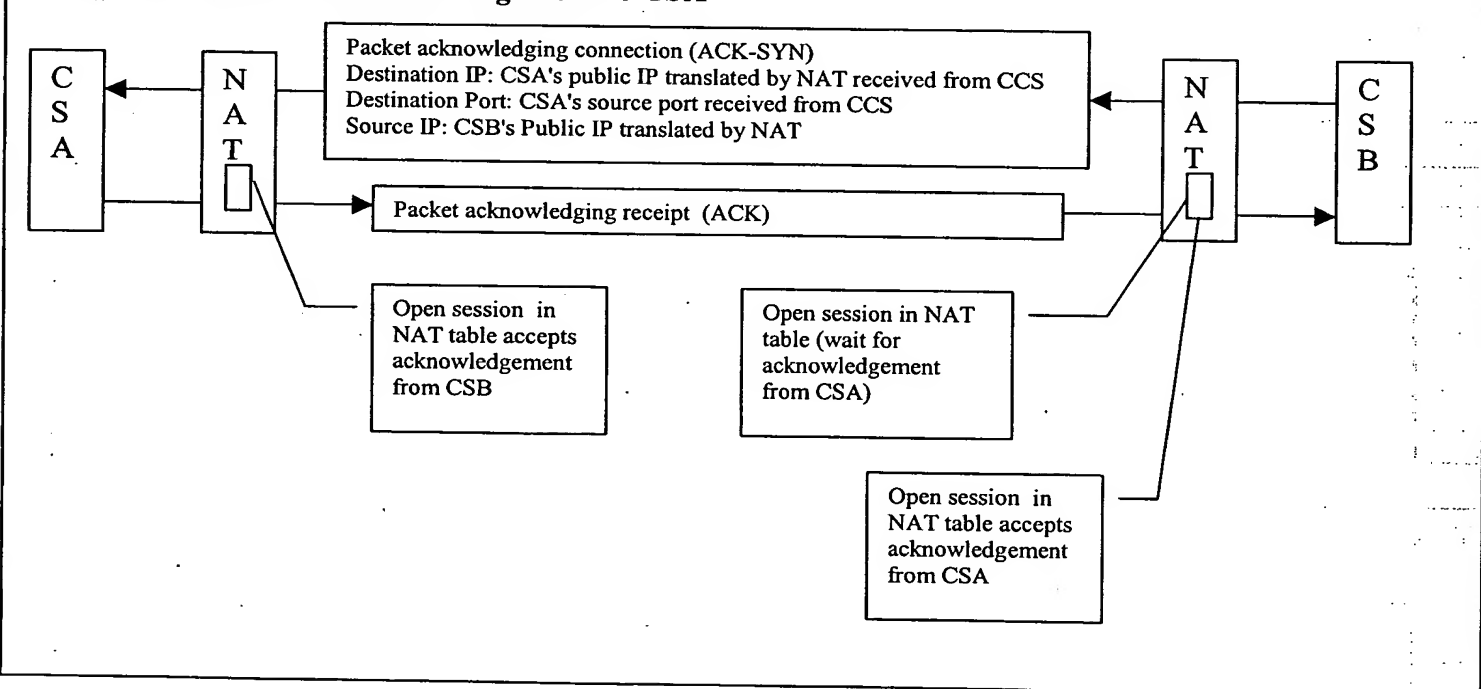 C
S
A
N
A
T
Packet acknowledging connection (ACK-SYN)
Destination IP: CSA's public IP translated by NAT received from CCS
Destination Port: CSA's source port received from CCS
Source IP: CSB's Public IP translated by NAT
N
A
T
C
S
B
Packet acknowledging receipt (ACK)
Open session in
NAT table accepts
acknowledgement
from CSB
Open session in NAT
table (wait for
acknowledgement
from CSA)
Open session in
NAT table accepts
acknowledgement
from CSA